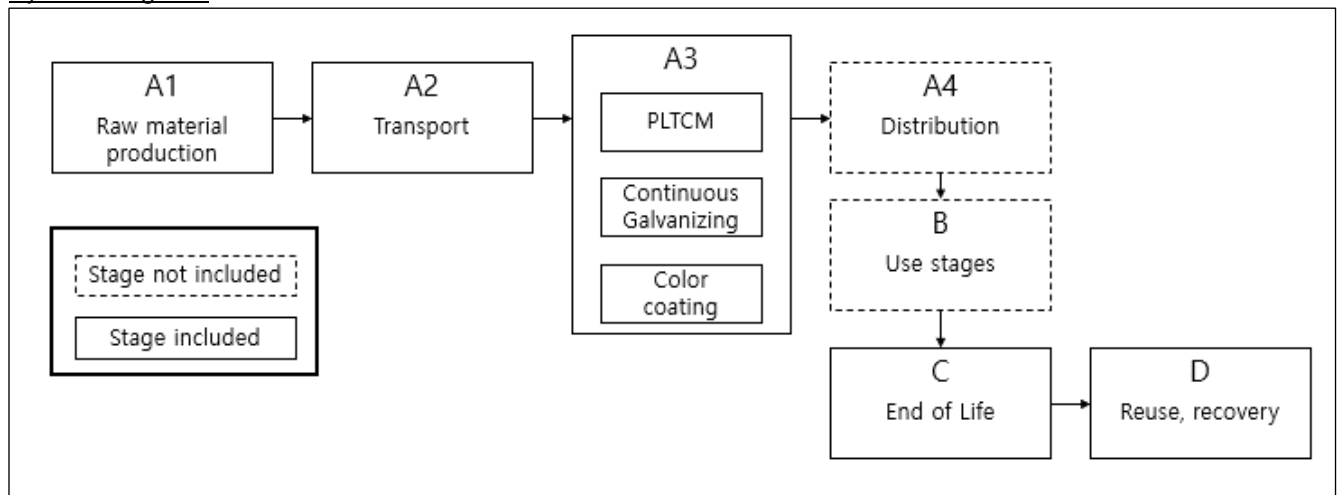 A1
Raw material
production
A2
Transport
A3
PLTCM
Continuous
Galvanizing
Color
coating
A4
Distribution
B
Use stages
C
End of Life
D
Reuse, recovery
Stage not included
Stage included